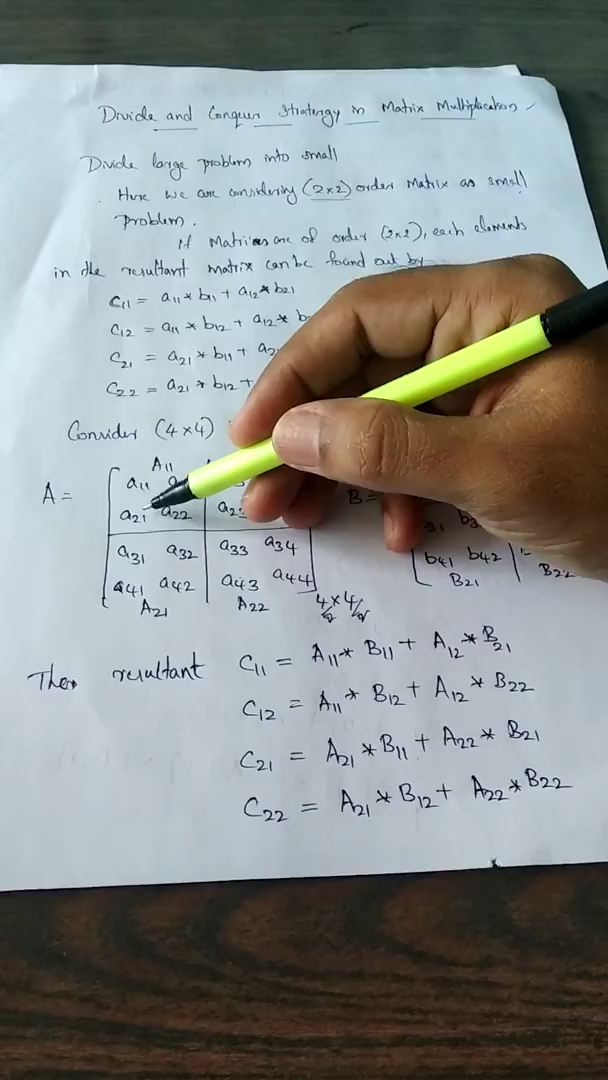 Divide and Conquer Stratergy in Matrix Multiplication
Divide large problem into small
Here we are considering (2×2) order Matrix as small
problem.
If Matrices are of order (2×2), each elements
in the resultant matrix can be found out by
C11 = a11 * b11 + a12 * b21
C12 = a11 * b12 + a12 * b
C21 = a21 * b11 + a2
C22 = a21 * b12 +
Consider (4×4)
A11
a11
A = a21 a22 B =
a31 a32 a33 a34
a41 a42 a43 a44 b41 b42
A21 A22 4×4 B21 B22
Then resultant C11 = A11 * B11 + A12 * B21
C12 = A11 * B12 + A12 * B22
C21 = A21 * B11 + A22 * B21
C22 = A21 * B12 + A22 * B22